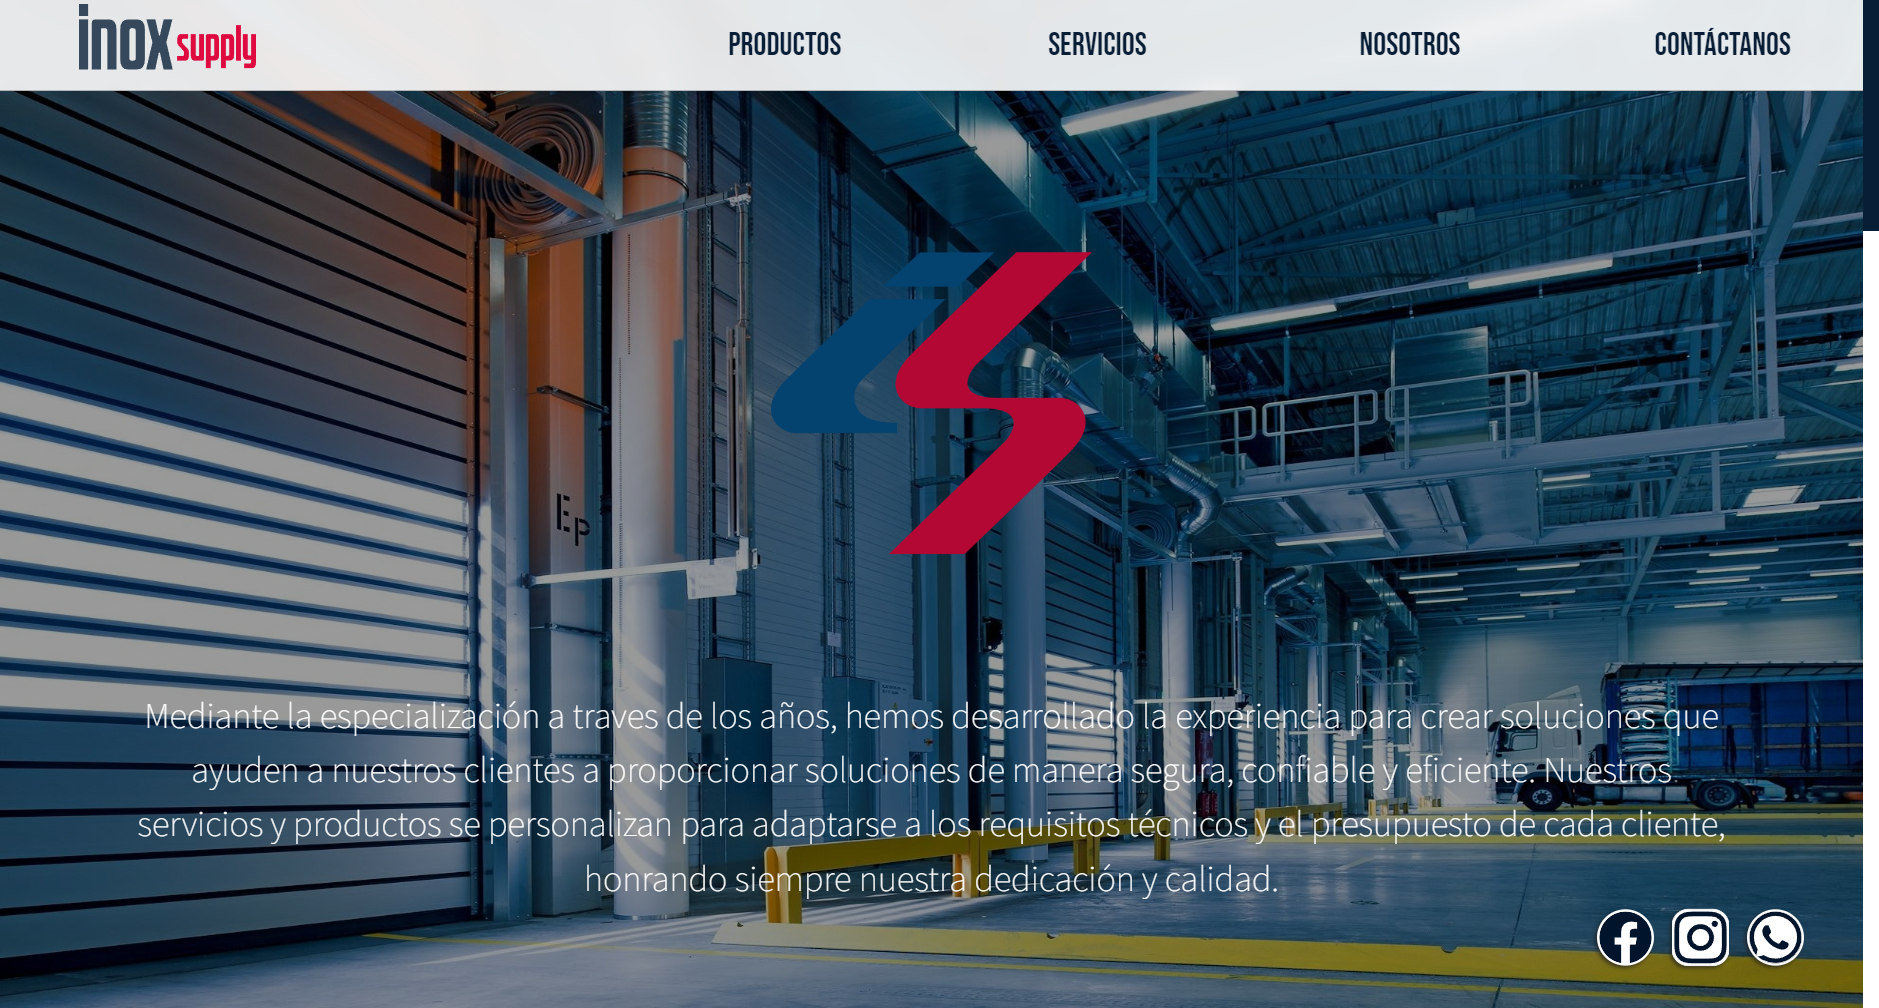 inox supply
PRODUCTOS
SERVICIOS
NOSOTROS
CONTÁCTANOS
Ep
Mediante la especialización a traves de los años, hemos desarrollado la experiencia para crear soluciones que
ayuden a nuestros clientes a proporcionar soluciones de manera segura, confiable y eficiente. Nuestros
servicios y productos se personalizan para adaptarse a los requisitos técnicos y el presupuesto de cada cliente,
honrando siempre nuestra dedicación y calidad.